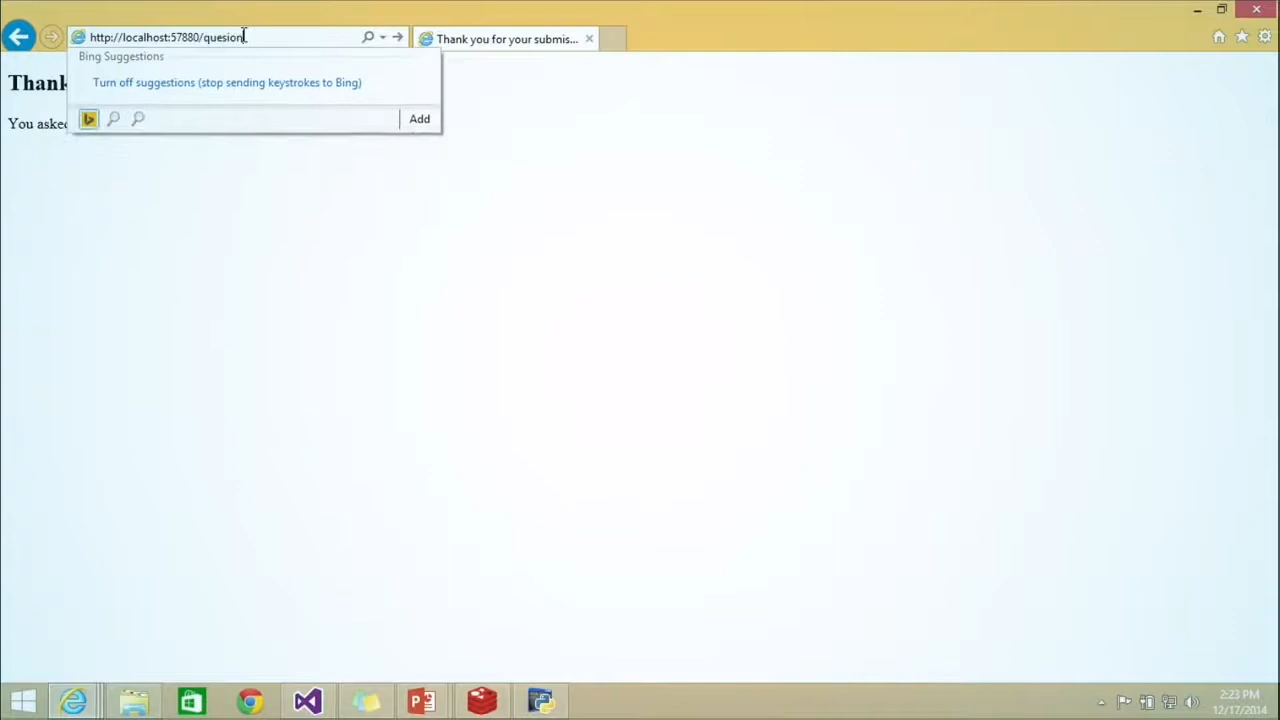 http://localhost:57880/quesion
Thank you for your submis...
Bing Suggestions
Turn off suggestions (stop sending keystrokes to Bing)
Add
Thank
You asked
2:23 PM
12/17/2014